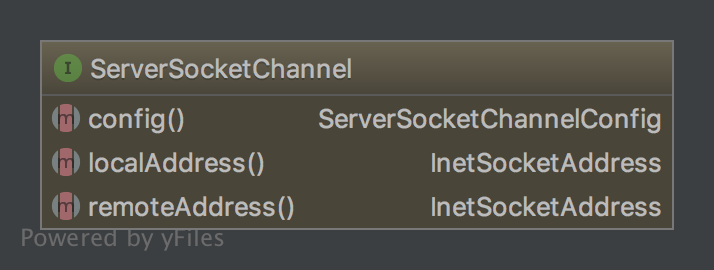 I ServerSocketChannel
m config() ServerSocketChannelConfig
m localAddress() InetSocketAddress
m remoteAddress() InetSocketAddress
Powered by yFiles